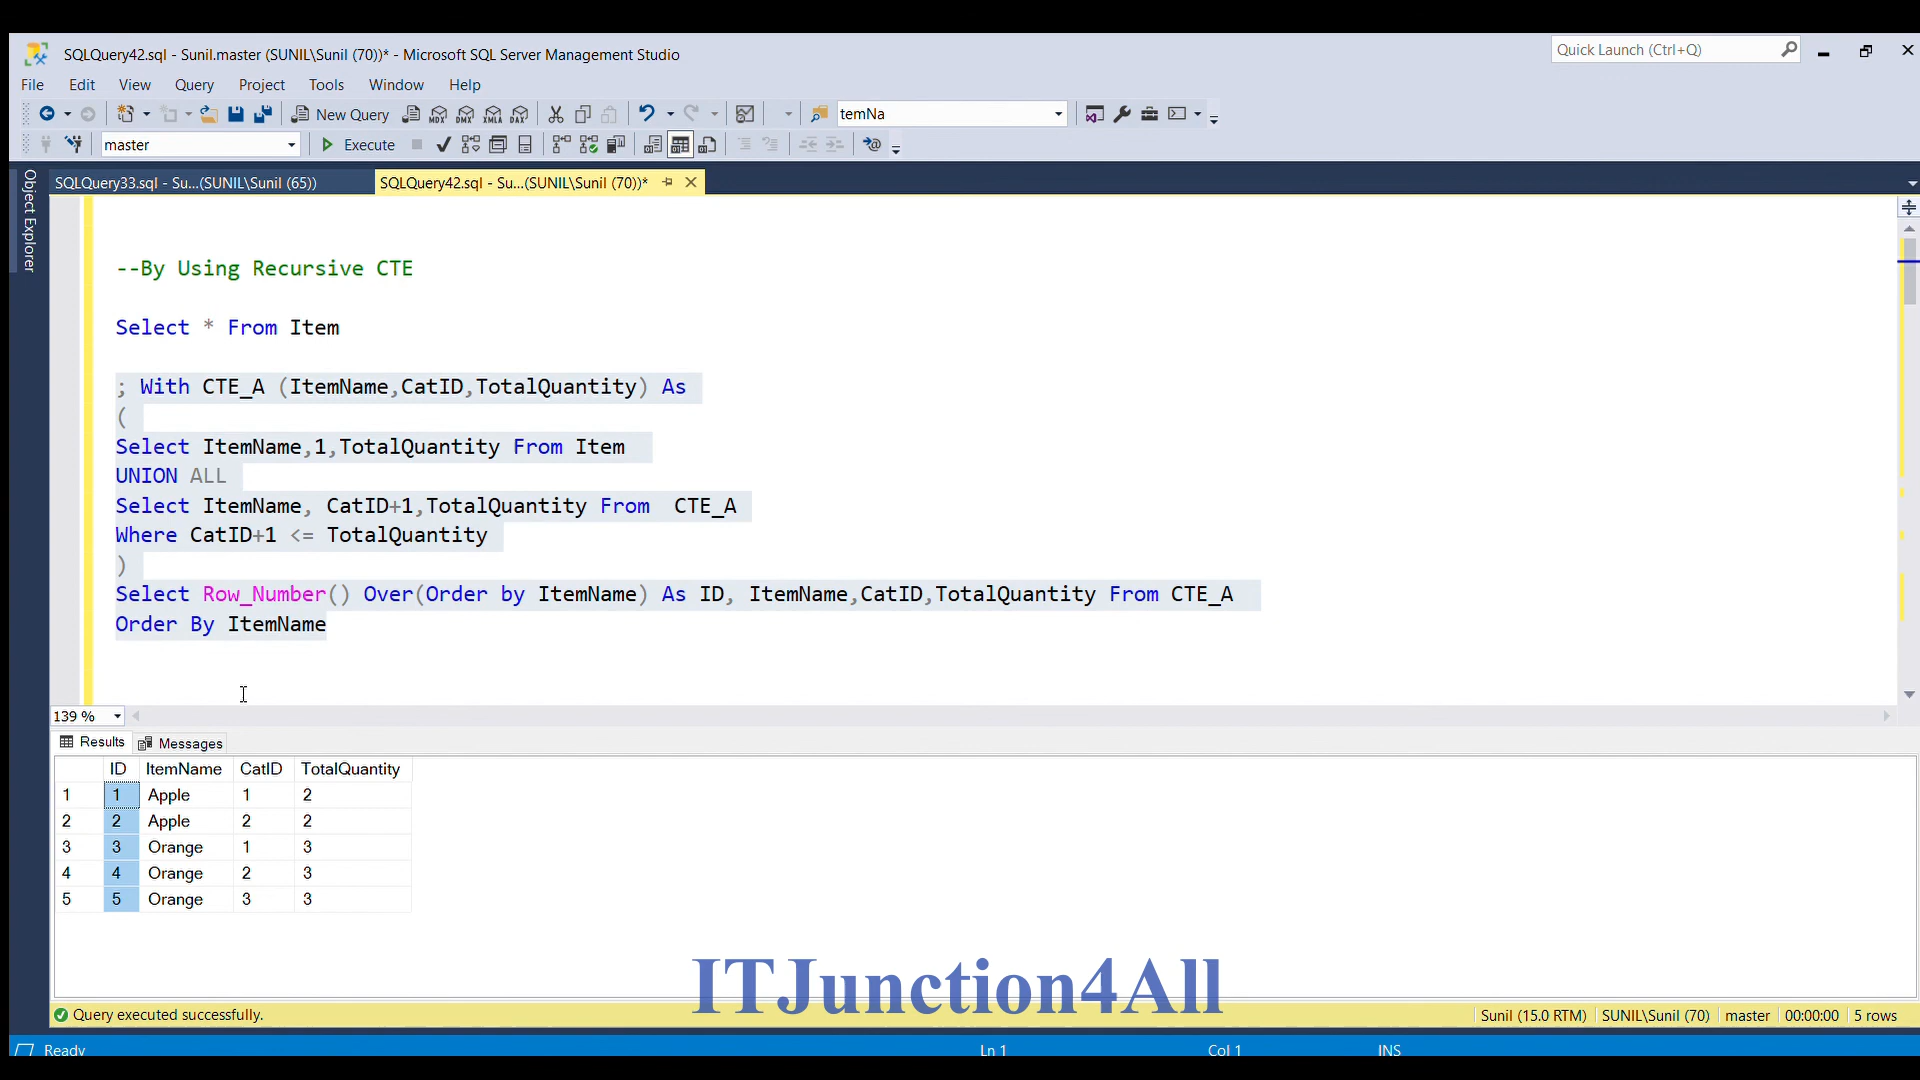 SQLQuery42.sql - Sunil.master (SUNIL\Sunil (70))* - Microsoft SQL Server Management Studio
Quick Launch (Ctrl+Q)
File Edit View Query Project Tools Window Help
New Query MDX DMX XMLA DAX temNa
master Execute
Object Explorer
SQLQuery33.sql - Su...(SUNIL\Sunil (65))
SQLQuery42.sql - Su...(SUNIL\Sunil (70))*
--By Using Recursive CTE
Select * From Item
; With CTE_A (ItemName,CatID,TotalQuantity) As
(
Select ItemName,1,TotalQuantity From Item
UNION ALL
Select ItemName, CatID+1,TotalQuantity From  CTE_A
Where CatID+1 <= TotalQuantity
)
Select Row_Number() Over(Order by ItemName) As ID, ItemName,CatID,TotalQuantity From CTE_A
Order By ItemName
139 %
Results Messages
ID ItemName CatID TotalQuantity
1 1 Apple 1 2
2 2 Apple 2 2
3 3 Orange 1 3
4 4 Orange 2 3
5 5 Orange 3 3
ITJunction4All
Query executed successfully.
Sunil (15.0 RTM) SUNIL\Sunil (70) master 00:00:00 5 rows
Ready Ln 1 Col 1 INS